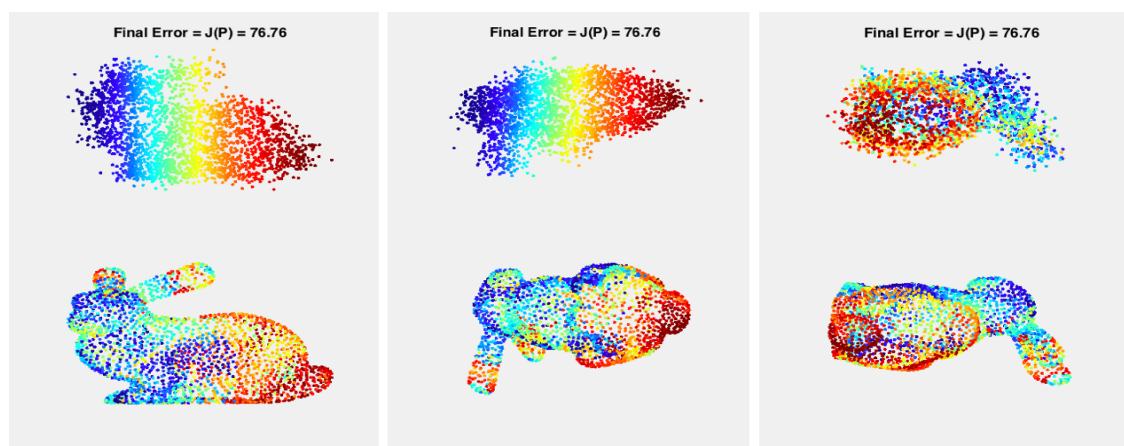 Final Error = J(P) = 76.76
Final Error = J(P) = 76.76
Final Error = J(P) = 76.76